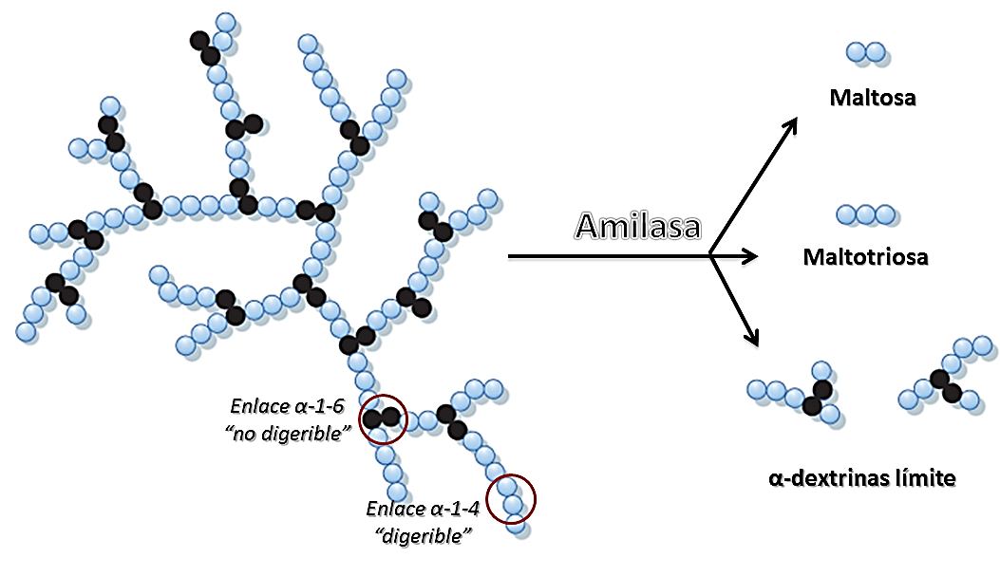 Maltosa
Amilasa
Maltotriosa
Enlace α-1-6
“no digerible”
α-dextrinas límite
Enlace α-1-4
“digerible”